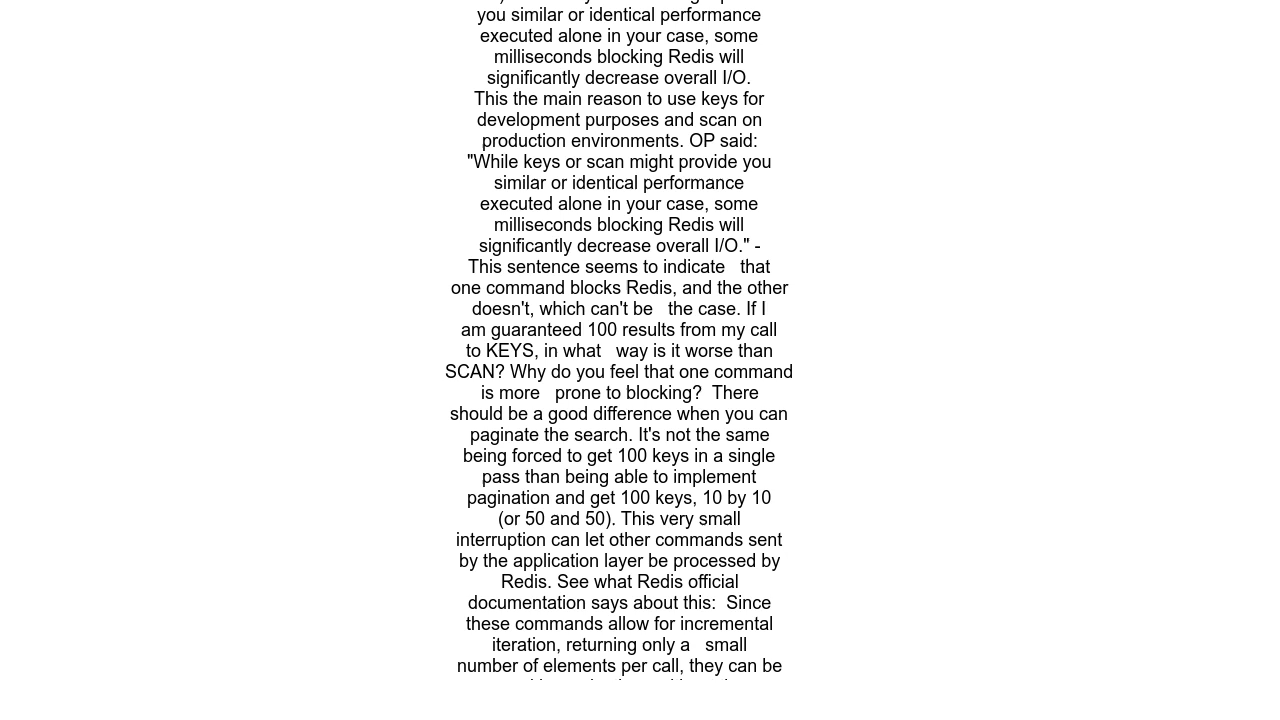 you similar or identical performance
executed alone in your case, some
milliseconds blocking Redis will
significantly decrease overall I/O.
This the main reason to use keys for
development purposes and scan on
production environments. OP said:
"While keys or scan might provide you
similar or identical performance
executed alone in your case, some
milliseconds blocking Redis will
significantly decrease overall I/O." -
This sentence seems to indicate   that
one command blocks Redis, and the other
doesn't, which can't be   the case. If I
am guaranteed 100 results from my call
to KEYS, in what   way is it worse than
SCAN? Why do you feel that one command
is more   prone to blocking?  There
should be a good difference when you can
paginate the search. It's not the same
being forced to get 100 keys in a single
pass than being able to implement
pagination and get 100 keys, 10 by 10
(or 50 and 50). This very small
interruption can let other commands sent
by the application layer be processed by
Redis. See what Redis official
documentation says about this:  Since
these commands allow for incremental
iteration, returning only a   small
number of elements per call, they can be